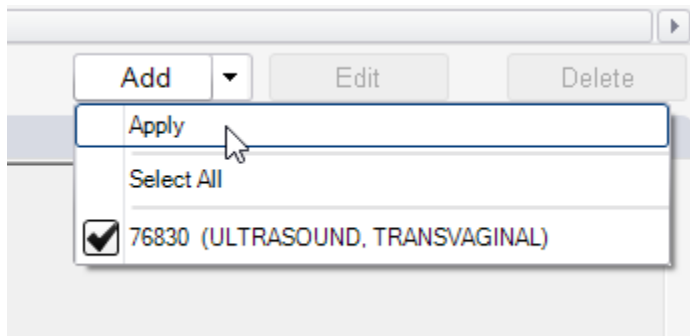 Add Edit Delete
Apply
Select All
76830 (ULTRASOUND, TRANSVAGINAL)